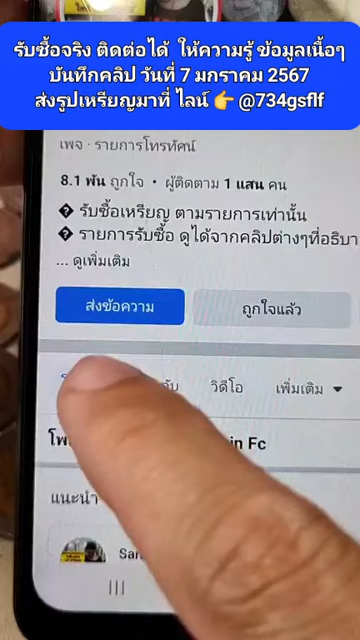 รับซื้อจริง ติดต่อได้ ให้ความรู้ ข้อมูลเนื้อๆ
บันทึกคลิป วันที่ 7 มกราคม 2567
ส่งรูปเหรียญมาที่ ไลน์ 👉 @734gsflf
เพจ · รายการโทรทัศน์
8.1 พัน ถูกใจ • ผู้ติดตาม 1 แสน คน
รับซื้อเหรียญ ตามรายการเท่านั้น
รายการรับซื้อ ดูได้จากคลิปต่างๆที่อธิบา
... ดูเพิ่มเติม
ส่งข้อความ
ถูกใจแล้ว
วิดีโอ
เพิ่มเติม
in Fc
แนะนำ